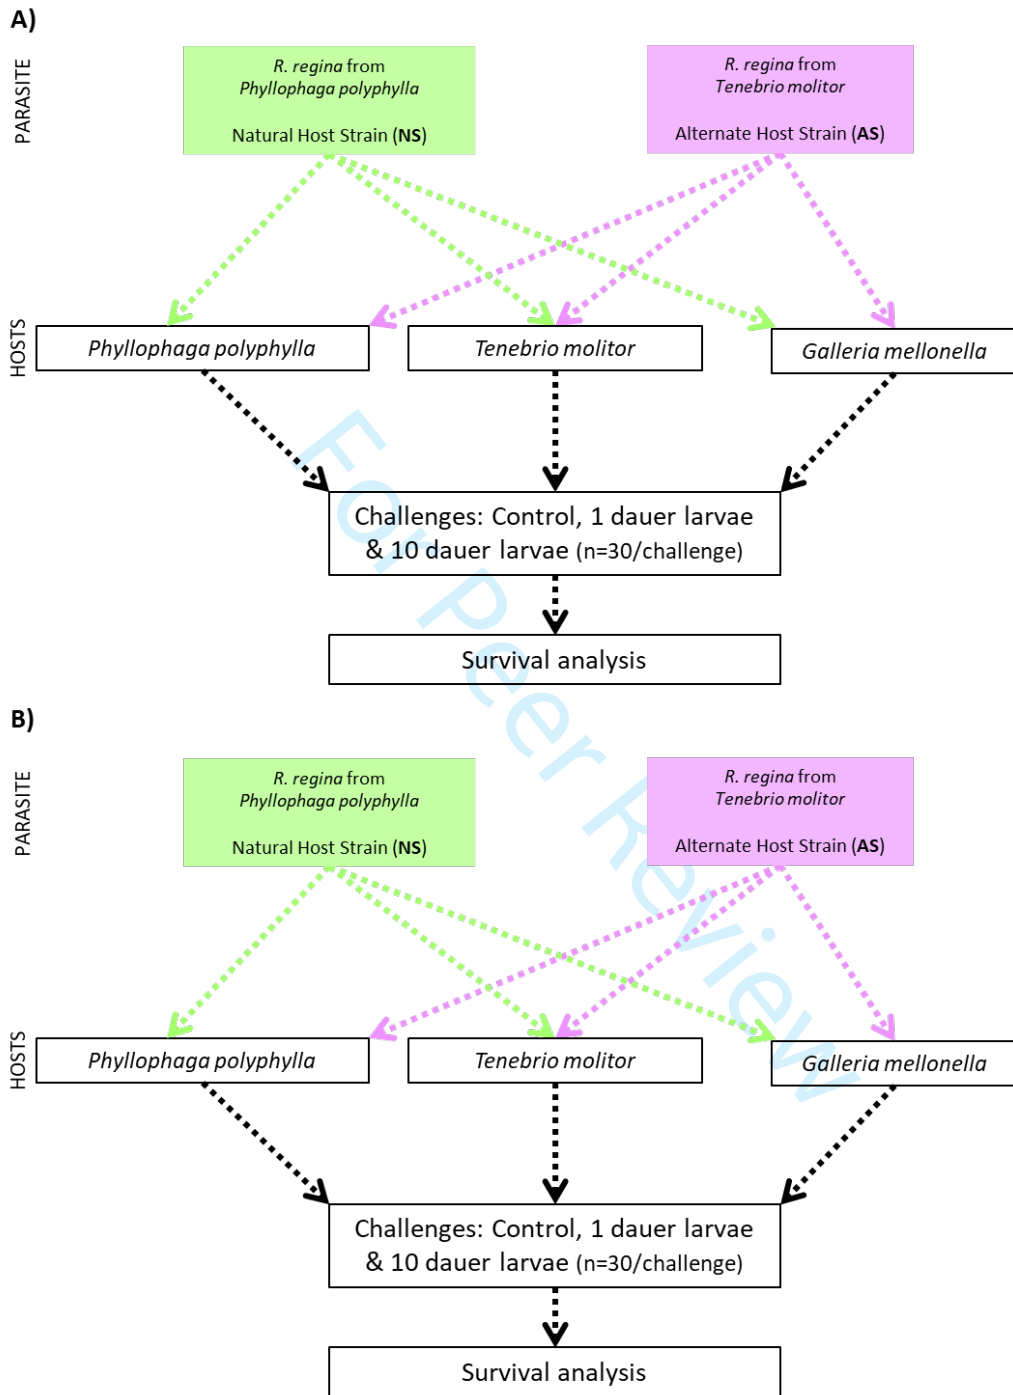 A)
PARASITE
R. regina from
Phyllophaga polyphylla
Natural Host Strain (NS)
R. regina from
Tenebrio molitor
Alternate Host Strain (AS)
HOSTS
Phyllophaga polyphylla
Tenebrio molitor
Galleria mellonella
Challenges: Control, 1 dauer larvae
& 10 dauer larvae (n=30/challenge)
Survival analysis
For Peer Review
B)
PARASITE
R. regina from
Phyllophaga polyphylla
Natural Host Strain (NS)
R. regina from
Tenebrio molitor
Alternate Host Strain (AS)
HOSTS
Phyllophaga polyphylla
Tenebrio molitor
Galleria mellonella
Challenges: Control, 1 dauer larvae
& 10 dauer larvae (n=30/challenge)
Survival analysis